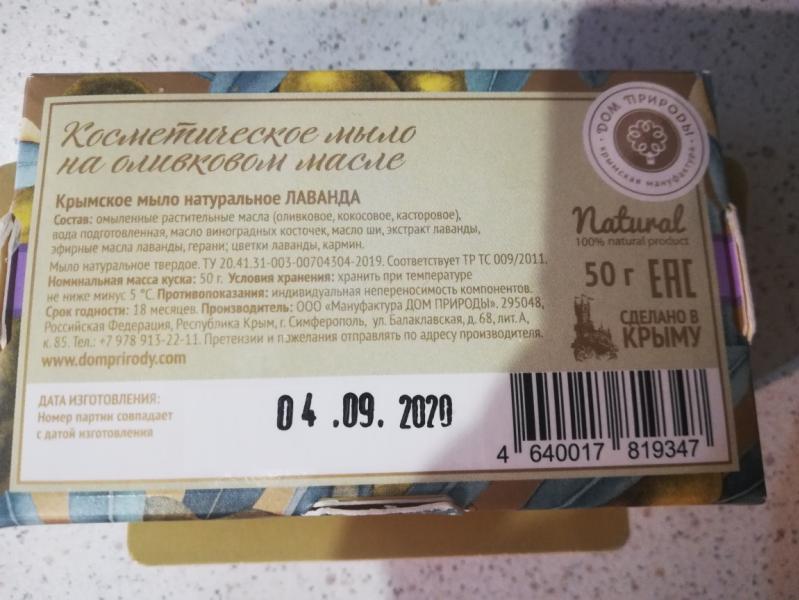 Косметическое мыло
на оливковом масле
ДОМ ПРИРОДЫ
· крымская мануфактура ·
Крымское мыло натуральное ЛАВАНДА
Состав: омыленные растительные масла (оливковое, кокосовое, касторовое),
вода подготовленная, масло виноградных косточек, масло ши, экстракт лаванды,
эфирные масла лаванды, герани; цветки лаванды, кармин.
Мыло натуральное твердое. ТУ 20.41.31-003-00704304-2019. Соответствует ТР ТС 009/2011.
Номинальная масса куска: 50 г. Условия хранения: хранить при температуре
не ниже минус 5 °С. Противопоказания: индивидуальная непереносимость компонентов.
Срок годности: 18 месяцев. Производитель: ООО «Мануфактура ДОМ ПРИРОДЫ». 295048,
Российская Федерация, Республика Крым, г. Симферополь, ул. Балаклавская, д. 68, лит. А,
к. 85. Тел.: +7 978 913-22-11. Претензии и пожелания отправлять по адресу производителя.
www.domprirody.com
Natural
100% natural product
50 г EAC
СДЕЛАНО В
КРЫМУ
ДАТА ИЗГОТОВЛЕНИЯ:
Номер партии совпадает
с датой изготовления
04.09.2020
4 640017 819347